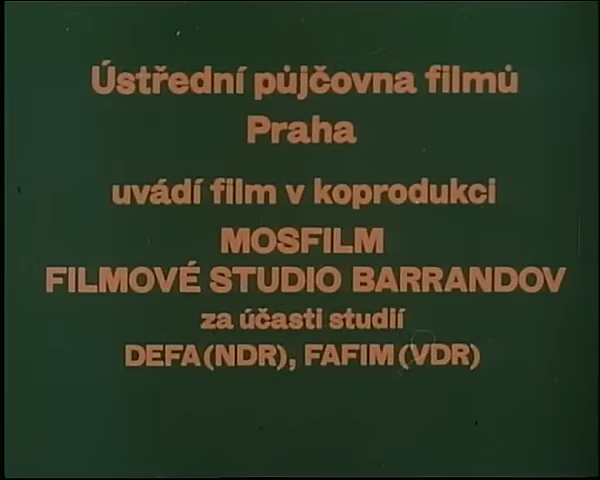 Ústřední půjčovna filmů
Praha
uvádí film v koprodukci
MOSFILM
FILMOVÉ STUDIO BARRANDOV
za účasti studií
DEFA(NDR), FAFIM(VDR)